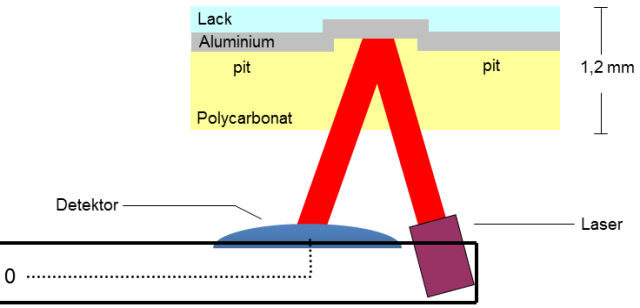 Lack
Aluminium
pit
pit
1,2 mm
Polycarbonat
Detektor
Laser
0